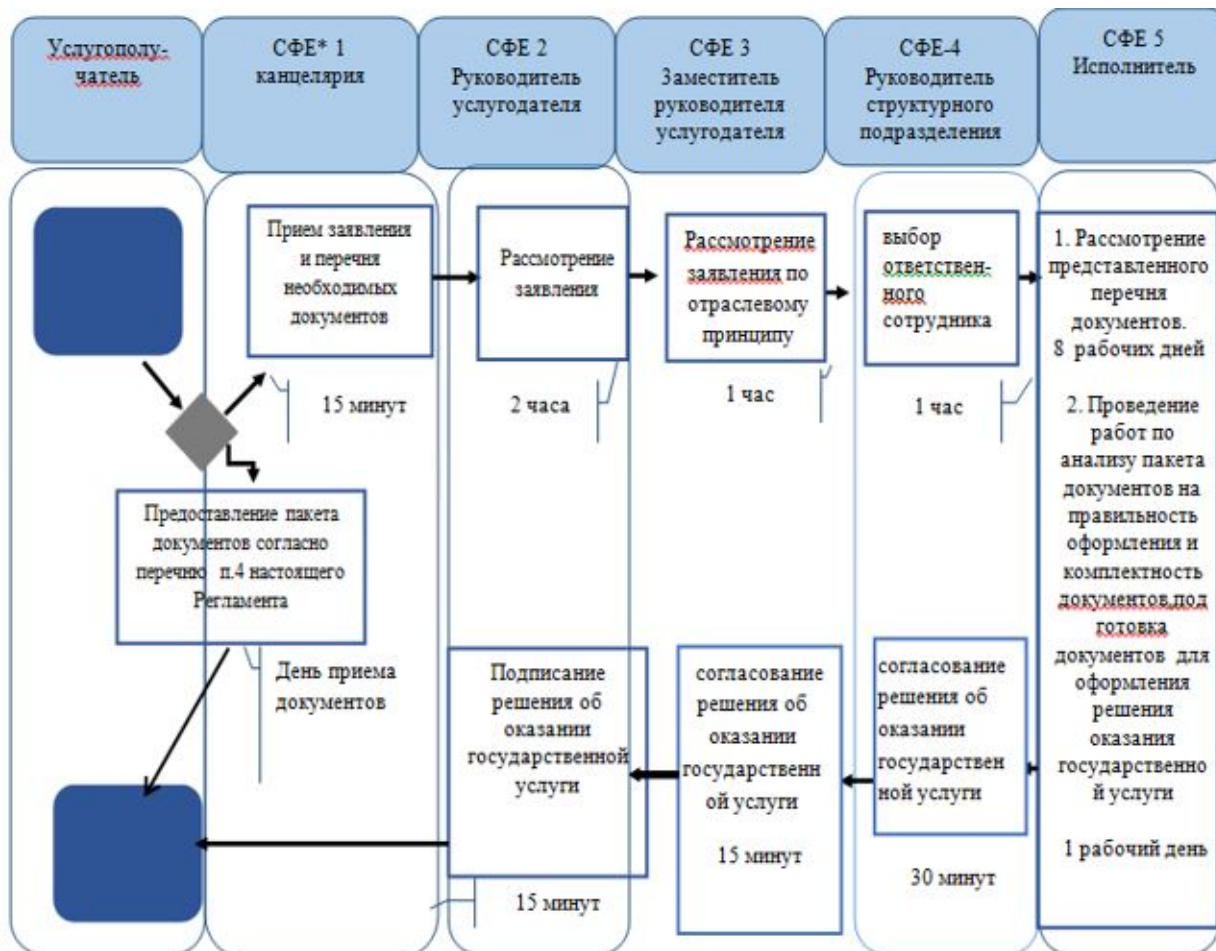 Услугополу-
чатель
СФЕ* 1
канцелярия
СФЕ 2
Руководитель
услугодателя
СФЕ 3
Заместитель
руководителя
услугодателя
СФЕ-4
Руководитель
структурного
подразделения
СФЕ 5
Исполнитель
Прием заявления
и перечня
необходимых
документов
15 минут
Рассмотрение
заявления
2 часа
Рассмотрение
заявления по
отраслевому
принципу
1 час
выбор
ответствен-
ного
сотрудника
1 час
1. Рассмотрение
представленного
перечня
документов.
8 рабочих дней
2. Проведение
работ по
анализу пакета
документов на
правильность
оформления и
комплектность
документов,под
готовка
документов для
оформления
решения
оказания
государственно
й услуги
1 рабочий день
Предоставление пакета
документов согласно
перечню п.4 настоящего
Регламента
День приема
документов
Подписание
решения об
оказании
государственной
услуги
15 минут
согласование
решения об
оказании
государственн
ой услуги
15 минут
согласование
решения об
оказании
государствен
ной услуги
30 минут